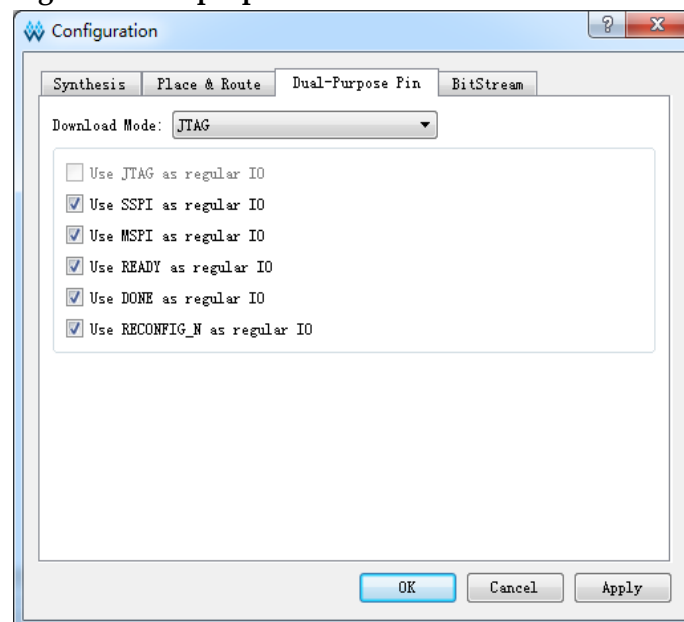 Configuration
Synthesis Place & Route Dual-Purpose Pin BitStream
Download Mode: JTAG
Use JTAG as regular IO
Use SSPI as regular IO
Use MSPI as regular IO
Use READY as regular IO
Use DONE as regular IO
Use RECONFIG_N as regular IO
OK Cancel Apply